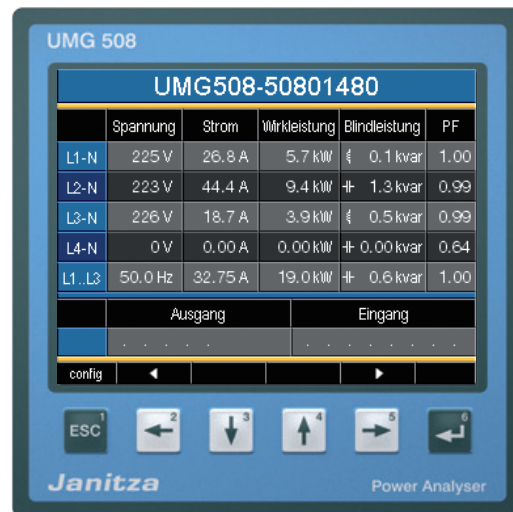 UMG 508
UMG508-50801480
Spannung Strom Wirkleistung Blindleistung PF
L1-N 225 V 26.8 A 5.7 kW 0.1 kvar 1.00
L2-N 223 V 44.4 A 9.4 kW 1.3 kvar 0.99
L3-N 226 V 18.7 A 3.9 kW 0.5 kvar 0.99
L4-N 0 V 0.00 A 0.00 kW 0.00 kvar 0.64
L1..L3 50.0 Hz 32.75 A 19.0 kW 0.6 kvar 1.00
Ausgang Eingang
. . . . . . . . . . . . .
config ◀ ▶
ESC 1 ← 2 ↓ 3 ↑ 4 → 5 ↵ 6
Janitza Power Analyser